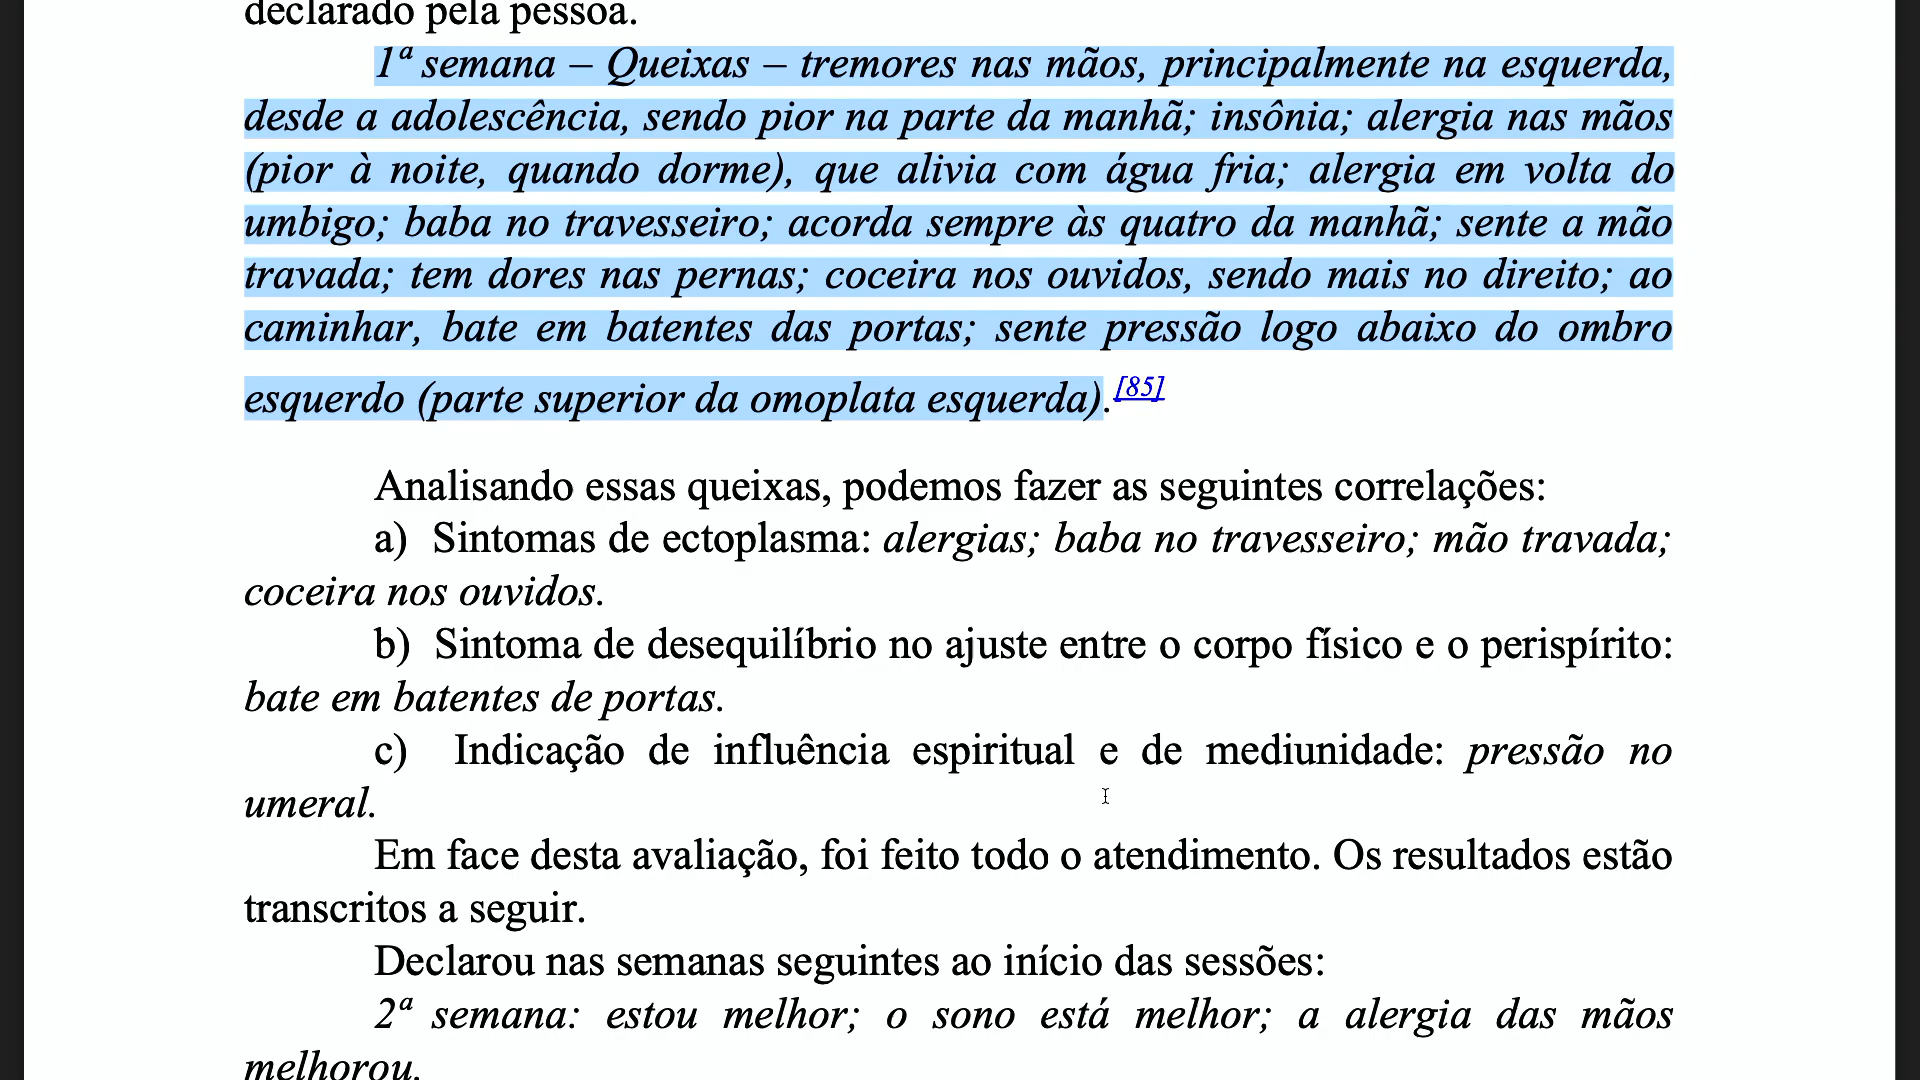 declarado pela pessoa.
1ª semana – Queixas – tremores nas mãos, principalmente na esquerda,
desde a adolescência, sendo pior na parte da manhã; insônia; alergia nas mãos
(pior à noite, quando dorme), que alivia com água fria; alergia em volta do
umbigo; baba no travesseiro; acorda sempre às quatro da manhã; sente a mão
travada; tem dores nas pernas; coceira nos ouvidos, sendo mais no direito; ao
caminhar, bate em batentes das portas; sente pressão logo abaixo do ombro
esquerdo (parte superior da omoplata esquerda).[85]
Analisando essas queixas, podemos fazer as seguintes correlações:
a) Sintomas de ectoplasma: alergias; baba no travesseiro; mão travada;
coceira nos ouvidos.
b) Sintoma de desequilíbrio no ajuste entre o corpo físico e o perispírito:
bate em batentes de portas.
c) Indicação de influência espiritual e de mediunidade: pressão no
umeral.
Em face desta avaliação, foi feito todo o atendimento. Os resultados estão
transcritos a seguir.
Declarou nas semanas seguintes ao início das sessões:
2ª semana: estou melhor; o sono está melhor; a alergia das mãos
melhorou.